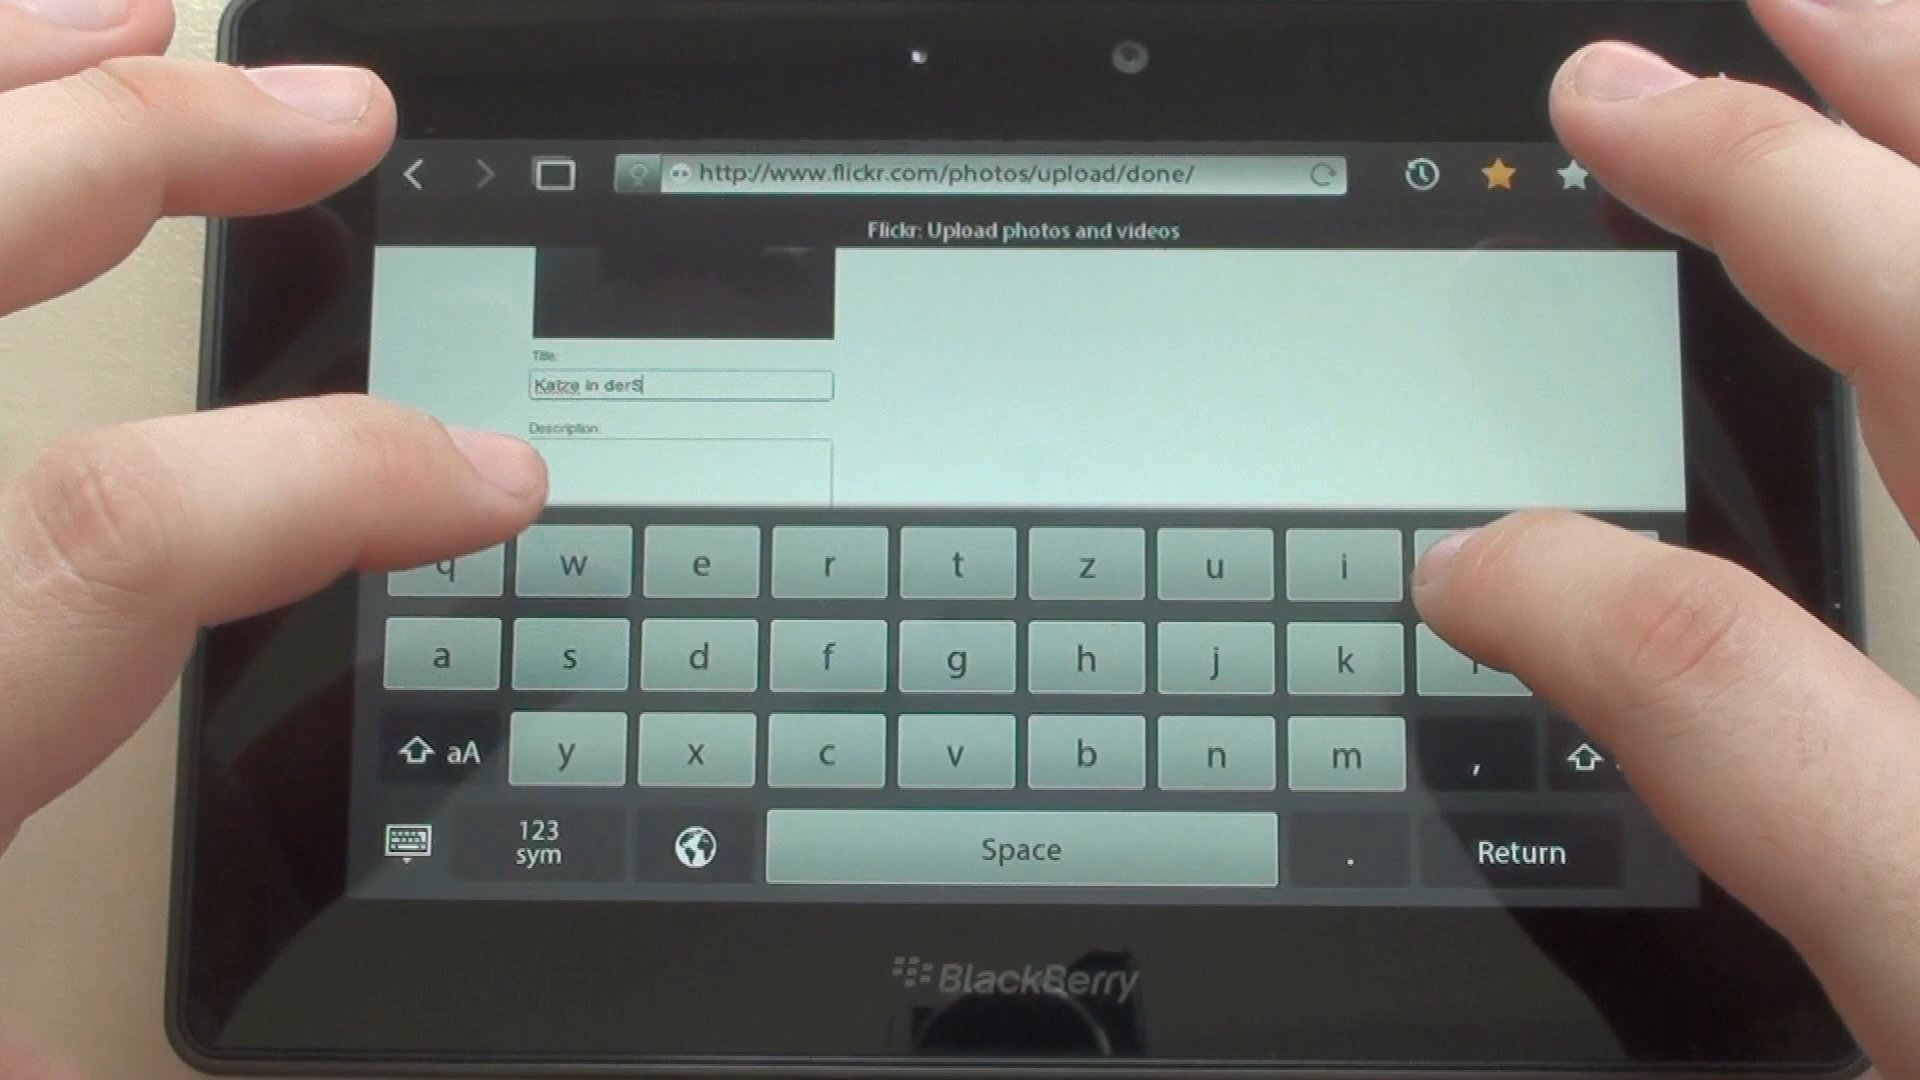 http://www.flickr.com/photos/upload/done/
Flickr: Upload photos and videos
Title:
Katze in derS
Description:
q w e r t z u i
a s d f g h j k
aA y x c v b n m ,
123
sym
Space . Return
BlackBerry